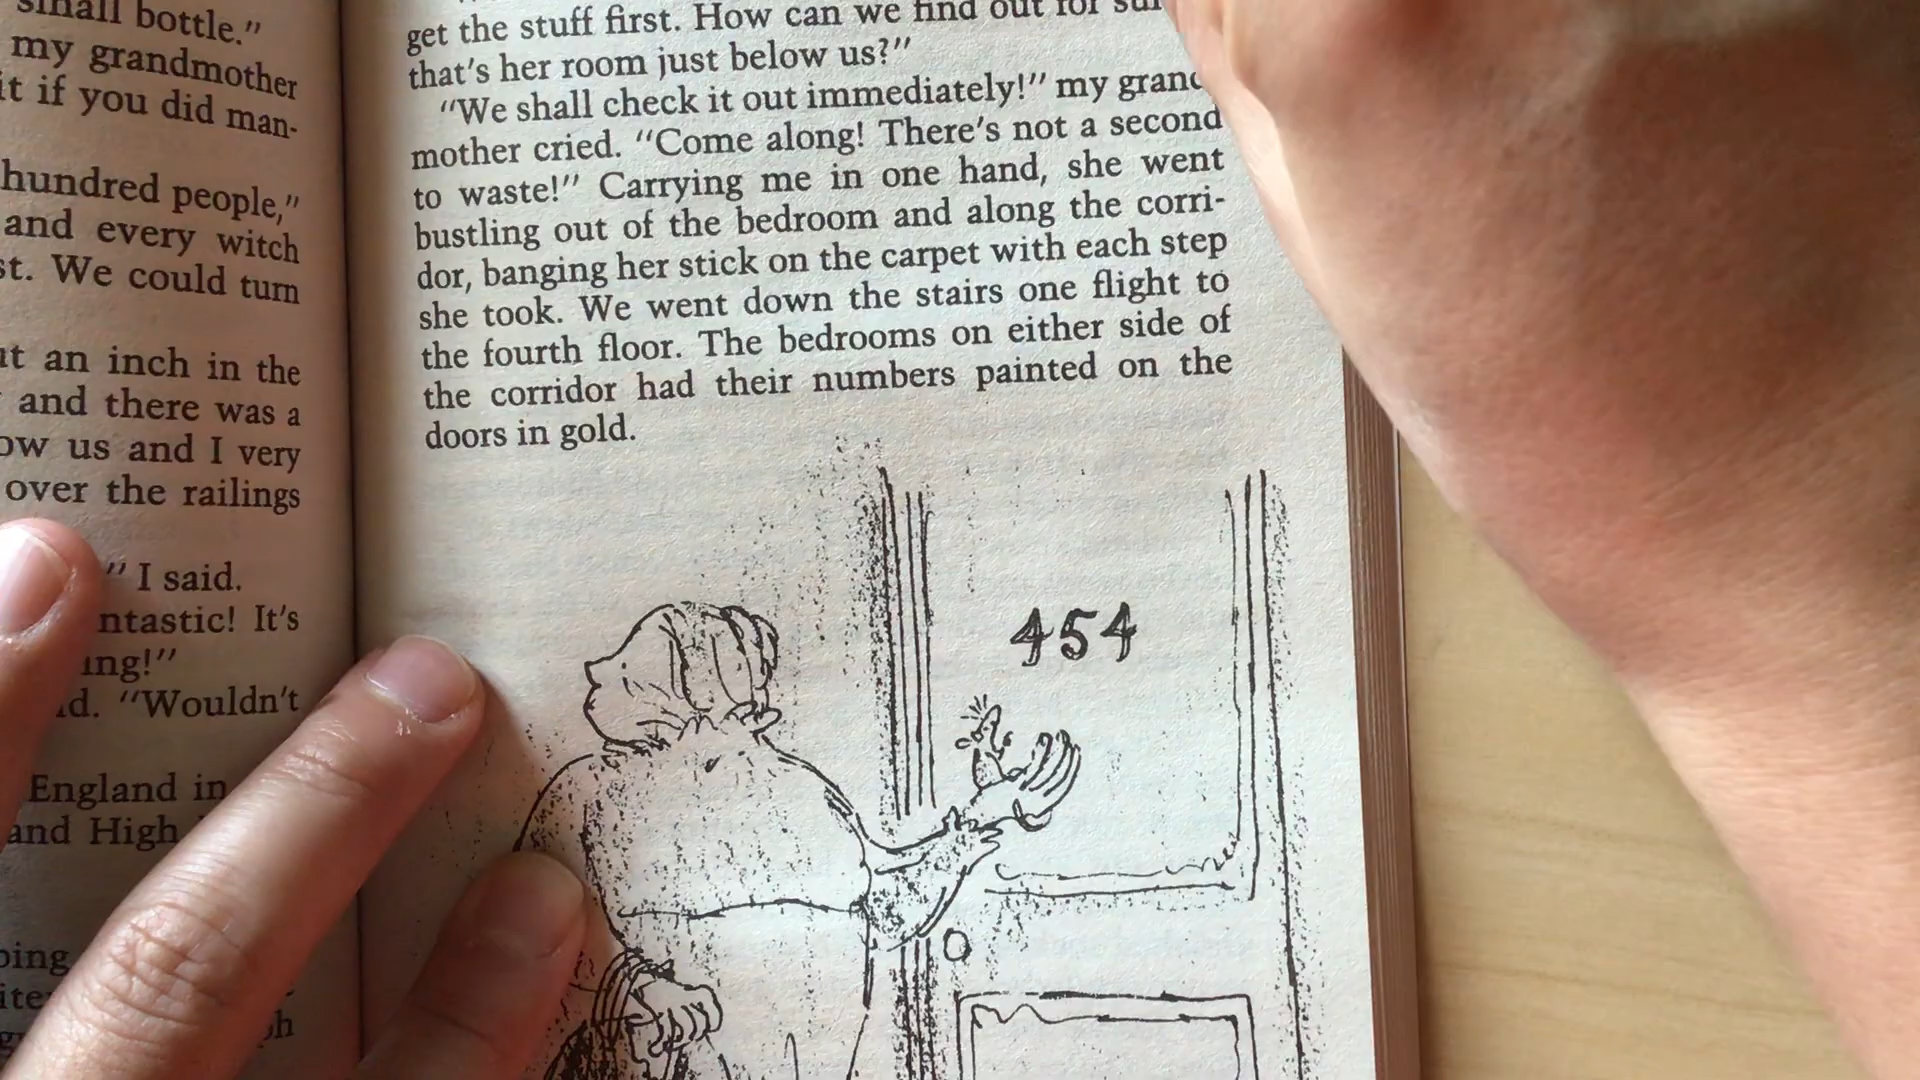 small bottle."
my grandmother
it if you did man-
hundred people,"
and every witch
st. We could turn
an inch in the
and there was a
us and I very
over the railings
" I said.
It's
"Wouldn't
England in
and High
get the stuff first. How can we find out for
that's her room just below us?"
"We shall check it out immediately!" my grand-
mother cried. "Come along! There's not a second
to waste!" Carrying me in one hand, she went
bustling out of the bedroom and along the corri-
dor, banging her stick on the carpet with each step
she took. We went down the stairs one flight to
the fourth floor. The bedrooms on either side of
the corridor had their numbers painted on the
doors in gold.
454